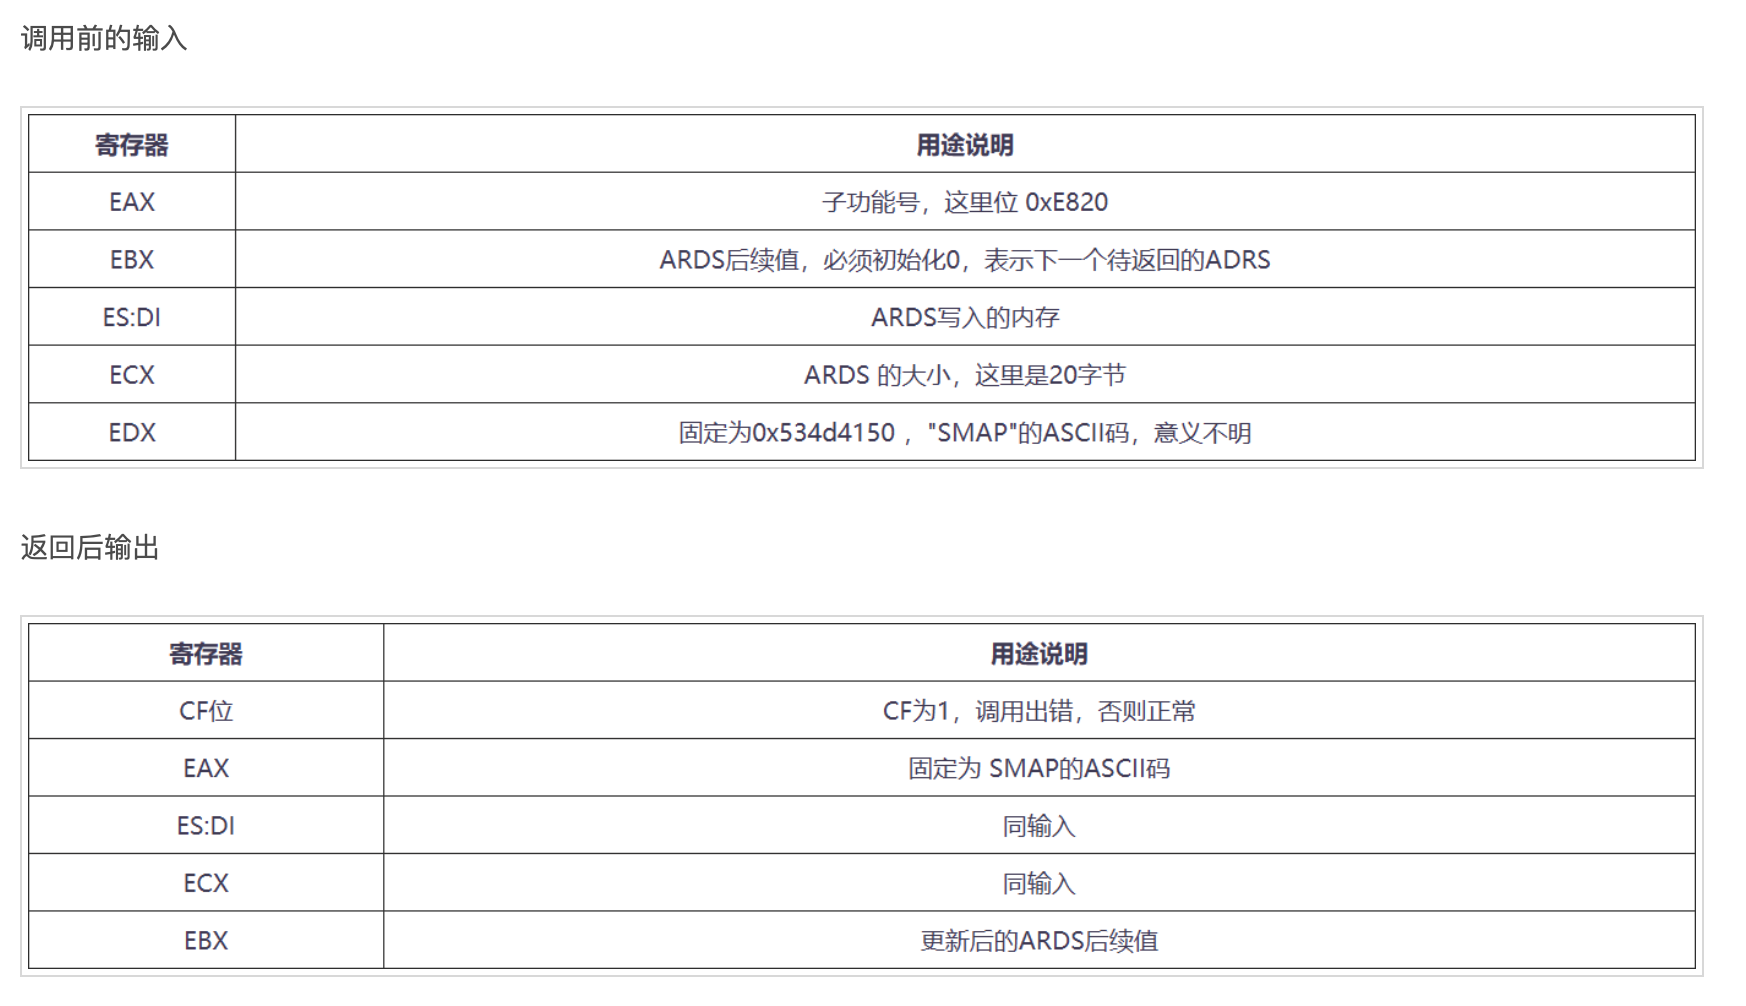 调用前的输入
寄存器 用途说明
EAX 子功能号，这里位 0xE820
EBX ARDS后续值，必须初始化0，表示下一个待返回的ADRS
ES:DI ARDS写入的内存
ECX ARDS 的大小，这里是20字节
EDX 固定为0x534d4150 ，"SMAP"的ASCII码，意义不明
返回后输出
寄存器 用途说明
CF位 CF为1，调用出错，否则正常
EAX 固定为 SMAP的ASCII码
ES:DI 同输入
ECX 同输入
EBX 更新后的ARDS后续值